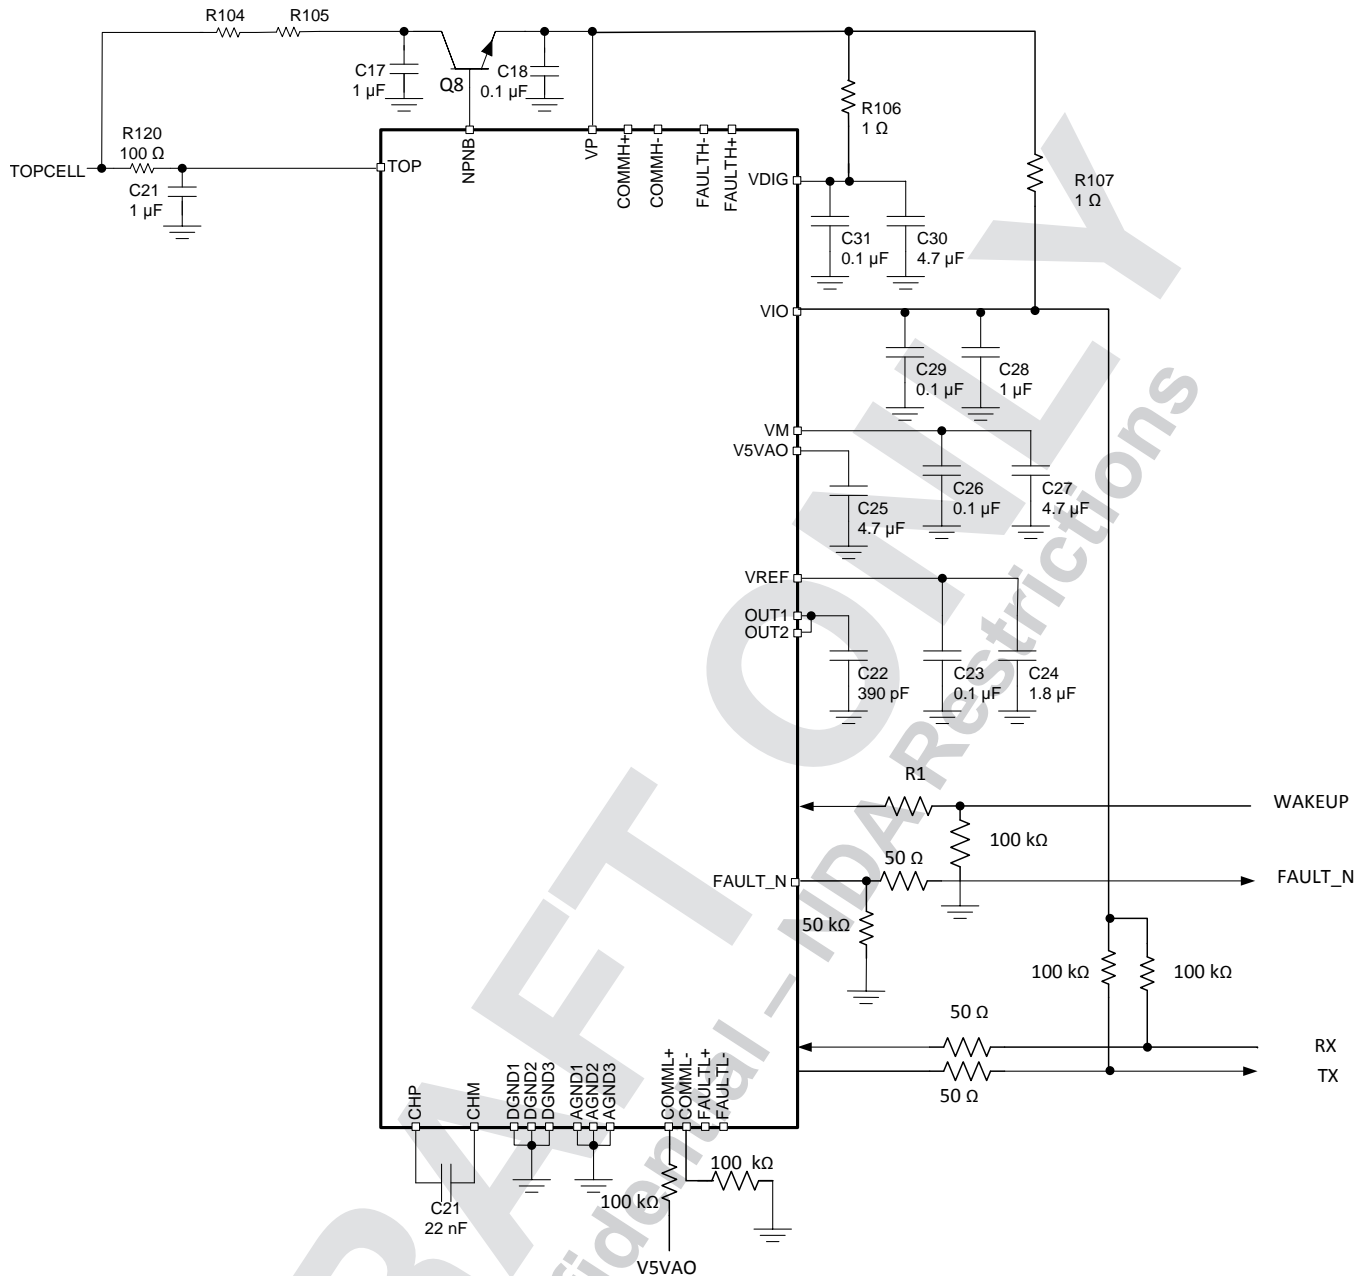 R104
R105
C17
1 µF
Q8
C18
0.1 µF
R106
1 Ω
R120
100 Ω
TOPCELL
C21
1 µF
TOP
NPNB
VP
COMMH+
COMMH-
FAULTH-
FAULTH+
VDIG
R107
1 Ω
C31
0.1 µF
C30
4.7 µF
VIO
C29
0.1 µF
C28
1 µF
VM
V5VAO
C25
4.7 µF
C26
0.1 µF
C27
4.7 µF
VREF
OUT1
OUT2
C22
390 pF
C23
0.1 µF
C24
1.8 µF
R1
WAKEUP
100 kΩ
50 Ω
FAULT_N
FAULT_N
50 kΩ
100 kΩ
100 kΩ
50 Ω
RX
TX
50 Ω
CHP
CHM
DGND1
DGND2
DGND3
AGND1
AGND2
AGND3
COMML+
COMML-
FAULTL+
FAULTL-
C21
22 nF
100 kΩ
100 kΩ
V5VAO
RAFT ONLY
nfidential – NDA Restrictions